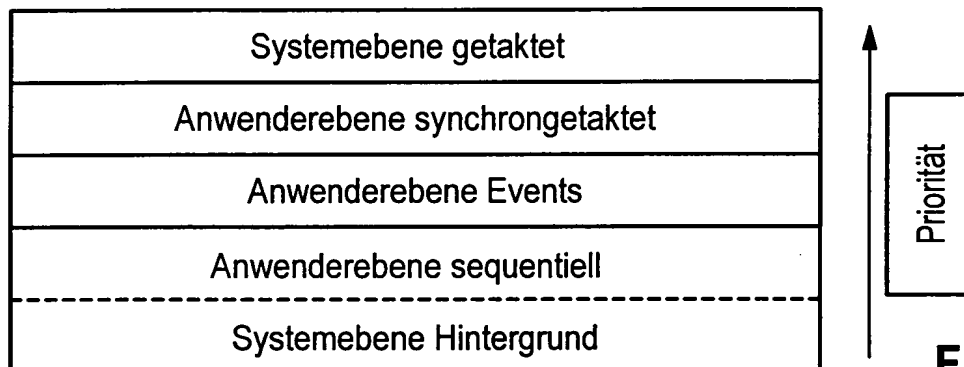 Systemebene getaktet
Anwenderebene synchrongetaktet
Anwenderebene Events
Anwenderebene sequentiell
Systemebene Hintergrund
Priorität